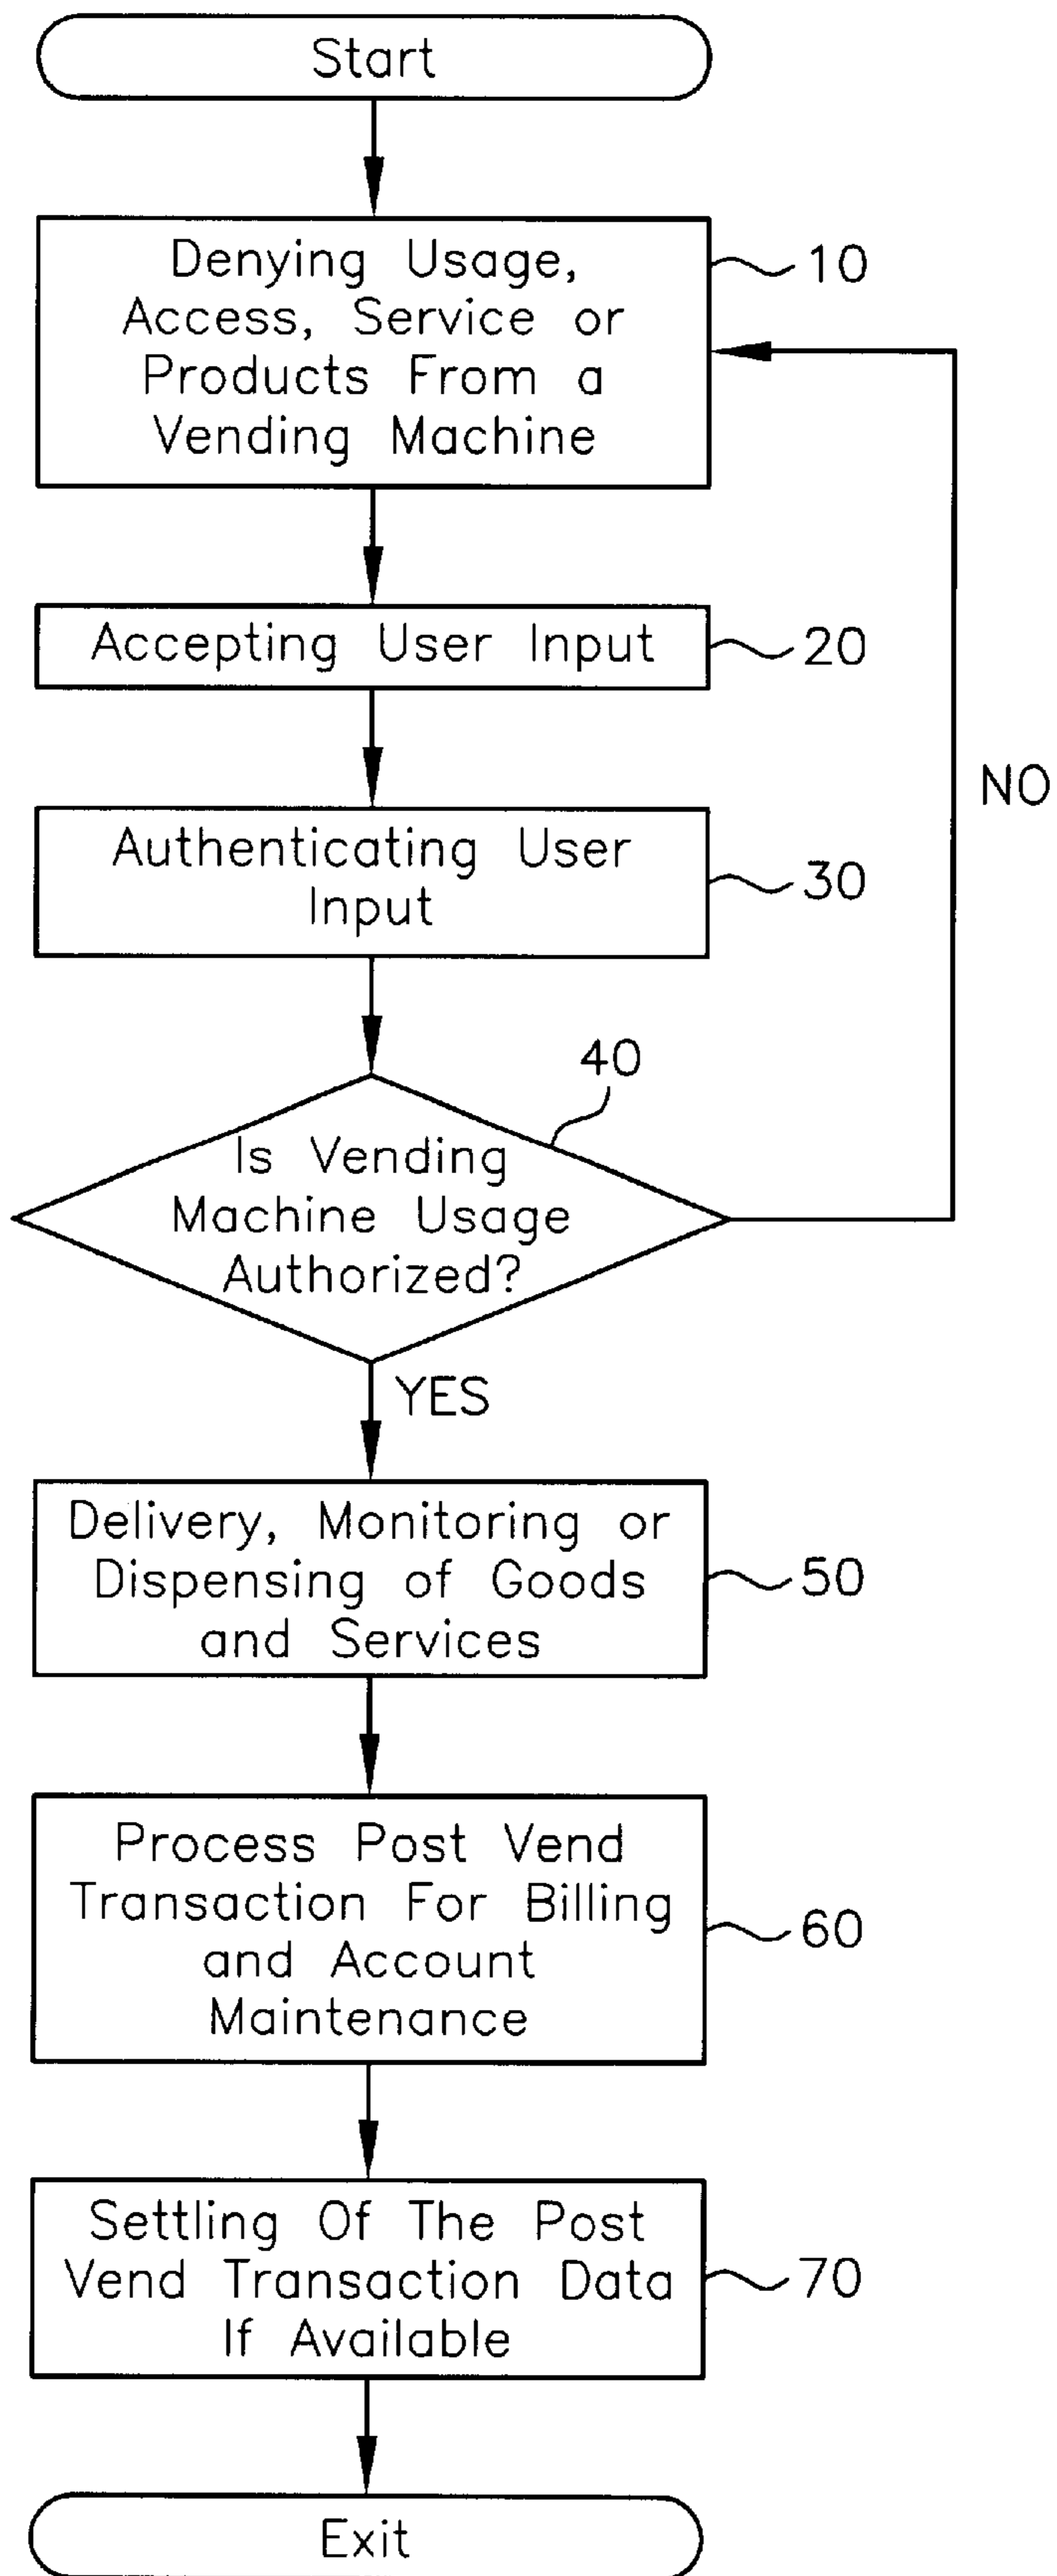 Start
Denying Usage,
Access, Service or
Products From a
Vending Machine
10
Accepting User Input
20
NO
Authenticating User
Input
30
40
Is Vending
Machine Usage
Authorized?
YES
Delivery, Monitoring or
Dispensing of Goods
and Services
50
Process Post Vend
Transaction For Billing
and Account
Maintenance
60
Settling Of The Post
Vend Transaction Data
If Available
70
Exit